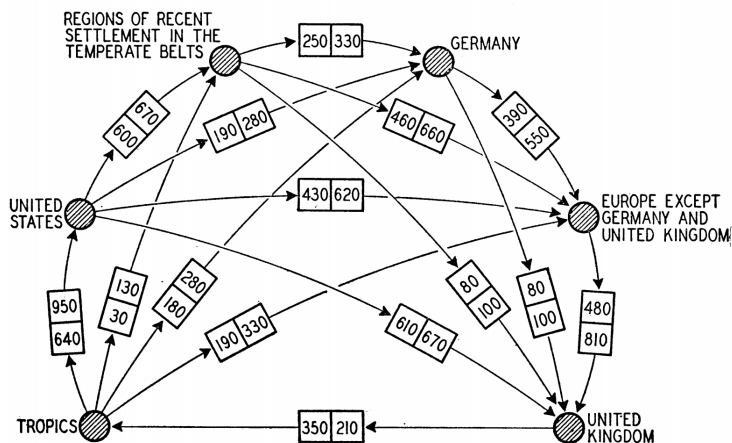 REGIONS OF RECENT
SETTLEMENT IN THE
TEMPERATE BELTS
250 330
GERMANY
670
600
190 280
460 660
390
550
UNITED
STATES
430 620
EUROPE EXCEPT
GERMANY AND
UNITED KINGDOM
950
640
130
30
280
180
190 330
610 670
80
100
80
100
480
810
TROPICS
350 210
UNITED
KINGDOM